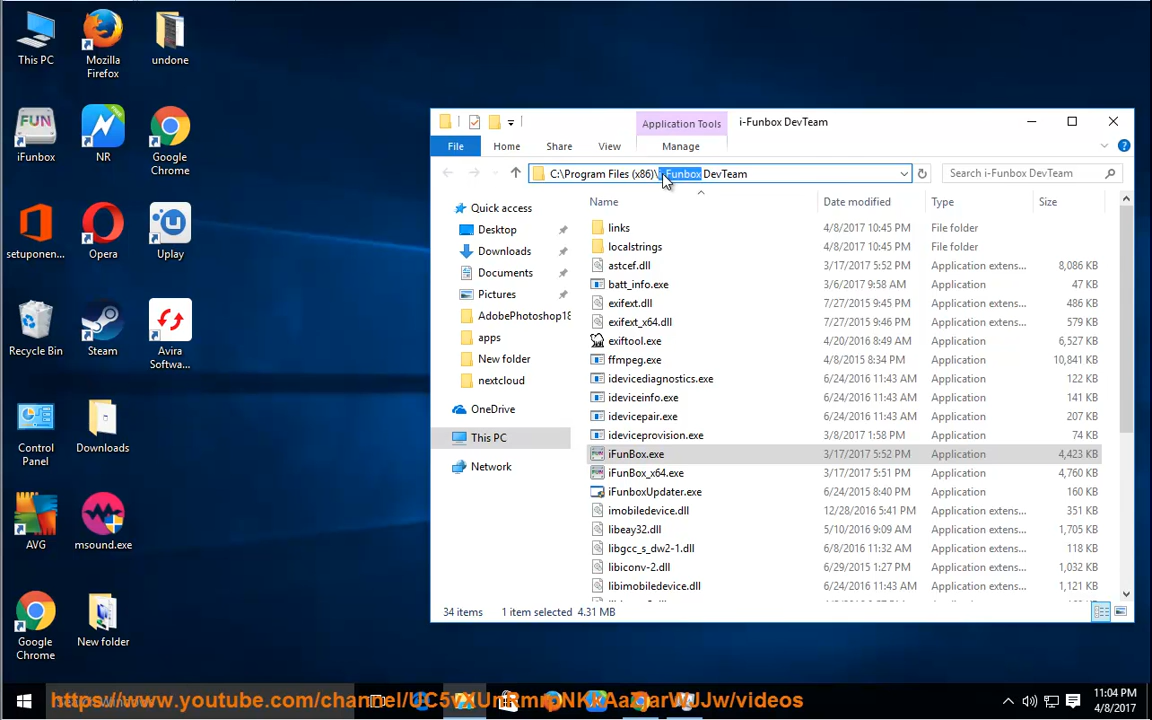 This PC
Mozilla
Firefox
undone
iFunbox
NR
Google
Chrome
setuponen...
Opera
Uplay
Recycle Bin
Steam
Avira
Softwa...
Control
Panel
Downloads
AVG
msound.exe
Google
Chrome
New folder
Application Tools
i-Funbox DevTeam
File
Home
Share
View
Manage
C:\Program Files (x86)\i-Funbox DevTeam
Search i-Funbox DevTeam
Quick access
Desktop
Downloads
Documents
Pictures
AdobePhotoshop18
apps
New folder
nextcloud
OneDrive
This PC
Network
Name Date modified Type Size
links 4/8/2017 10:45 PM File folder
localstrings 4/8/2017 10:45 PM File folder
astcef.dll 3/17/2017 5:52 PM Application extens... 8,086 KB
batt_info.exe 3/6/2017 9:58 AM Application 47 KB
exifext.dll 7/27/2015 9:45 PM Application extens... 486 KB
exifext_x64.dll 7/27/2015 9:46 PM Application extens... 579 KB
exiftool.exe 4/20/2016 8:49 AM Application 6,527 KB
ffmpeg.exe 4/8/2015 8:34 PM Application 10,841 KB
idevicediagnostics.exe 6/24/2016 11:43 AM Application 122 KB
ideviceinfo.exe 6/24/2016 11:43 AM Application 141 KB
idevicepair.exe 6/24/2016 11:43 AM Application 207 KB
ideviceprovision.exe 3/8/2017 1:58 PM Application 74 KB
iFunBox.exe 3/17/2017 5:52 PM Application 4,423 KB
iFunBox_x64.exe 3/17/2017 5:51 PM Application 4,760 KB
iFunboxUpdater.exe 6/24/2015 8:40 PM Application 160 KB
imobiledevice.dll 12/28/2016 5:41 PM Application extens... 351 KB
libeay32.dll 5/10/2016 9:09 AM Application extens... 1,705 KB
libgcc_s_dw2-1.dll 6/8/2016 11:32 AM Application extens... 118 KB
libiconv-2.dll 6/29/2015 1:27 PM Application extens... 1,032 KB
libimobiledevice.dll 6/24/2016 11:43 AM Application extens... 1,121 KB
34 items 1 item selected 4.31 MB
Search Windows
11:04 PM
4/8/2017